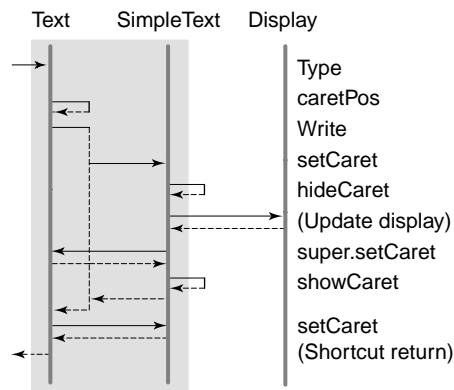 Text SimpleText Display
Type
caretPos
Write
setCaret
hideCaret
(Update display)
super.setCaret
showCaret
setCaret
(Shortcut return)